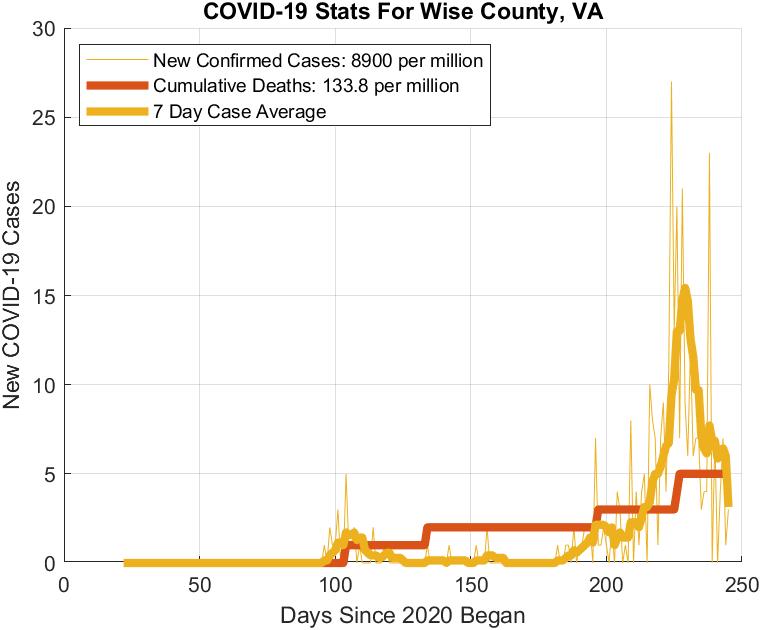 COVID-19 Stats For Wise County, VA
New Confirmed Cases: 8900 per million
Cumulative Deaths: 133.8 per million
7 Day Case Average
30
25
20
15
10
5
0
New COVID-19 Cases
0 50 100 150 200 250
Days Since 2020 Began